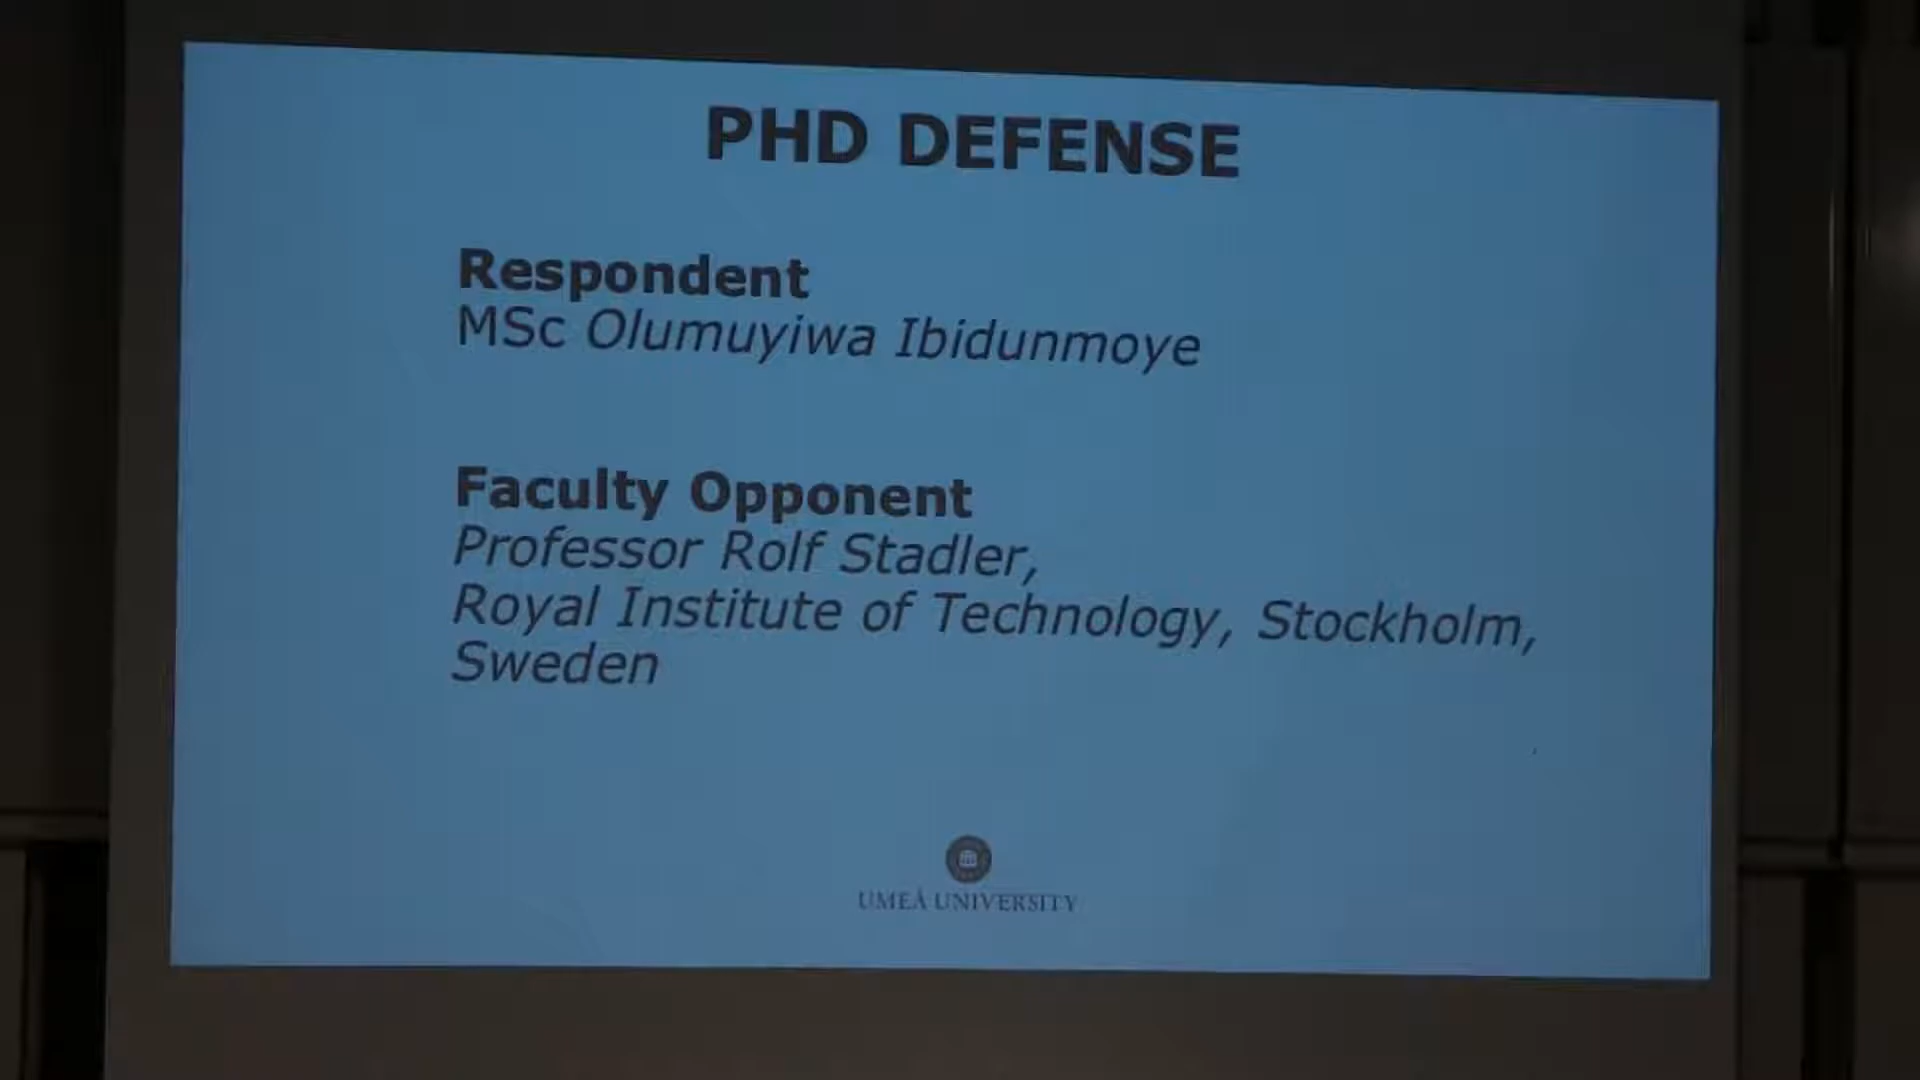 PHD DEFENSE
Respondent
MSc Olumuyiwa Ibidunmoye
Faculty Opponent
Professor Rolf Stadler,
Royal Institute of Technology, Stockholm,
Sweden
UMEÅ UNIVERSITY